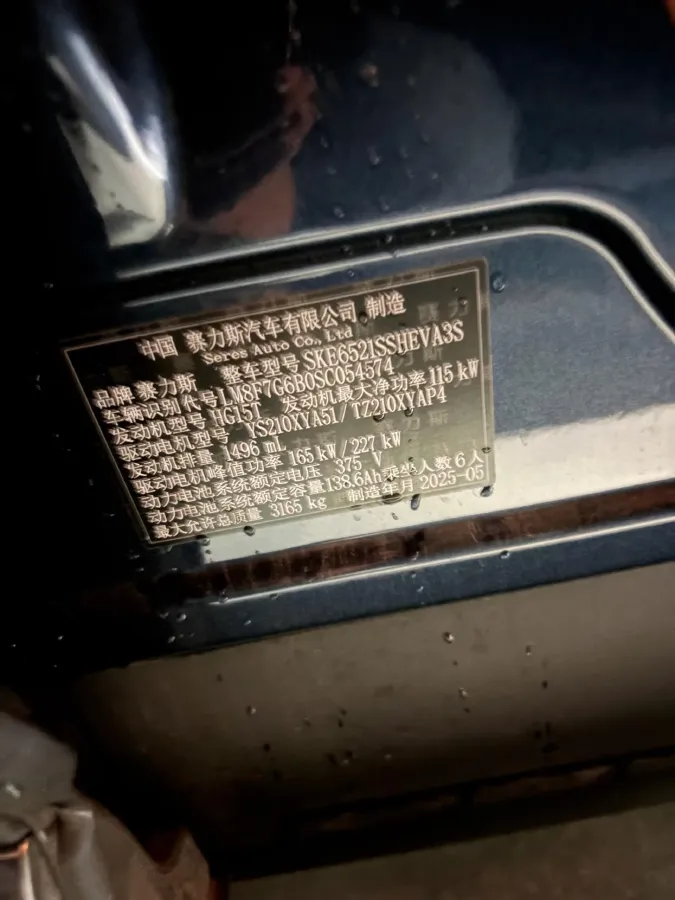 中国 赛力斯汽车有限公司 制造
Seres Auto Co., Ltd
品牌 赛力斯 整车型号 SKE6521SSHEVA3S
车辆识别代号 LM8F7G6B0SC054574
发动机型号 HG15T 发动机最大净功率 115 kW
驱动电机型号 YS210XYA51/TZ210XYAP4
发动机排量 1496 mL
驱动电机峰值功率 165 kW/227 kW
动力电池系统额定电压 375 V
动力电池系统额定容量 138.6Ah 乘坐人数 6人
最大允许总质量 3165 kg 制造年月 2025-05